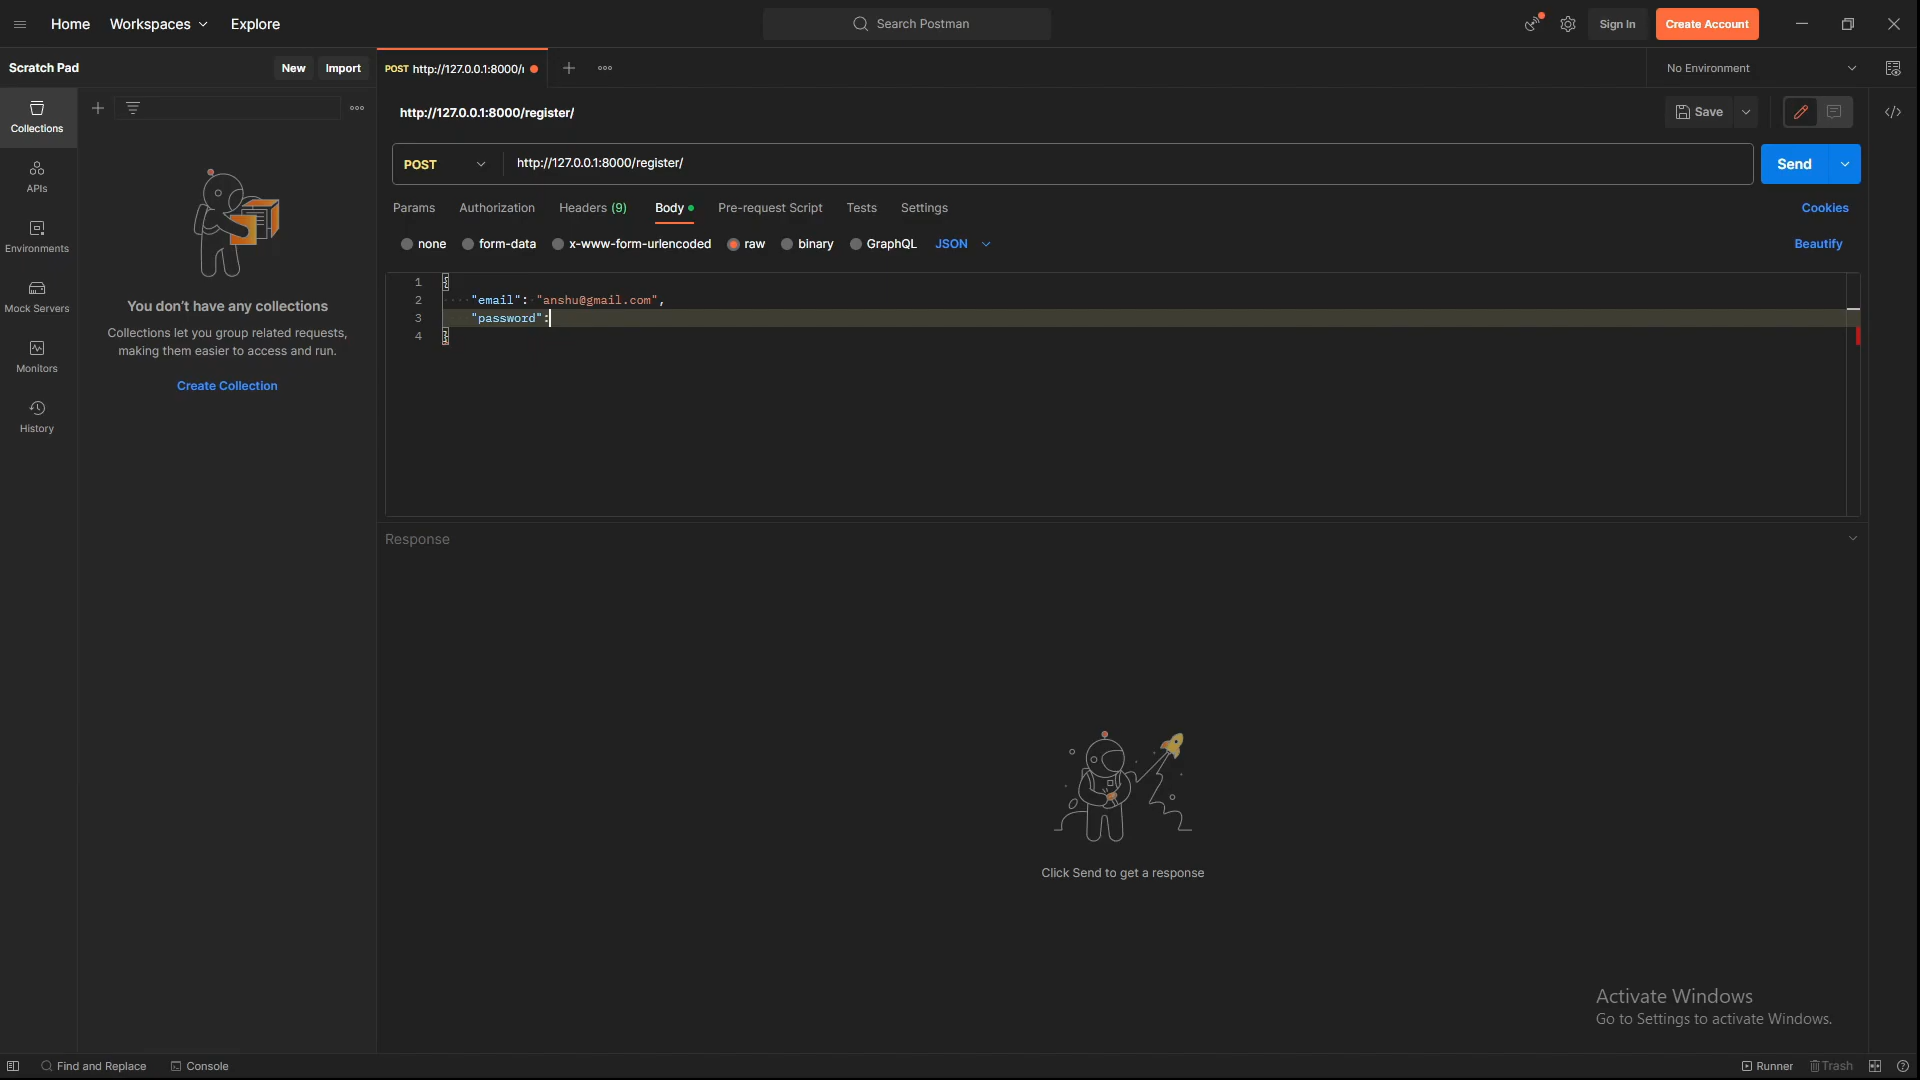 Home Workspaces Explore Search Postman Sign In Create Account
Scratch Pad New Import POST http://127.0.0.1:8000/ No Environment
Collections
APIs
Environments
Mock Servers
Monitors
History
You don't have any collections
Collections let you group related requests,
making them easier to access and run.
Create Collection
http://127.0.0.1:8000/register/ Save
POST http://127.0.0.1:8000/register/ Send
Params Authorization Headers (9) Body Pre-request Script Tests Settings Cookies
none form-data x-www-form-urlencoded raw binary GraphQL JSON Beautify
1 {
2 "email": "anshu@gmail.com",
3 "password":
4 }
Response
Click Send to get a response
Activate Windows
Go to Settings to activate Windows.
Find and Replace Console Runner Trash